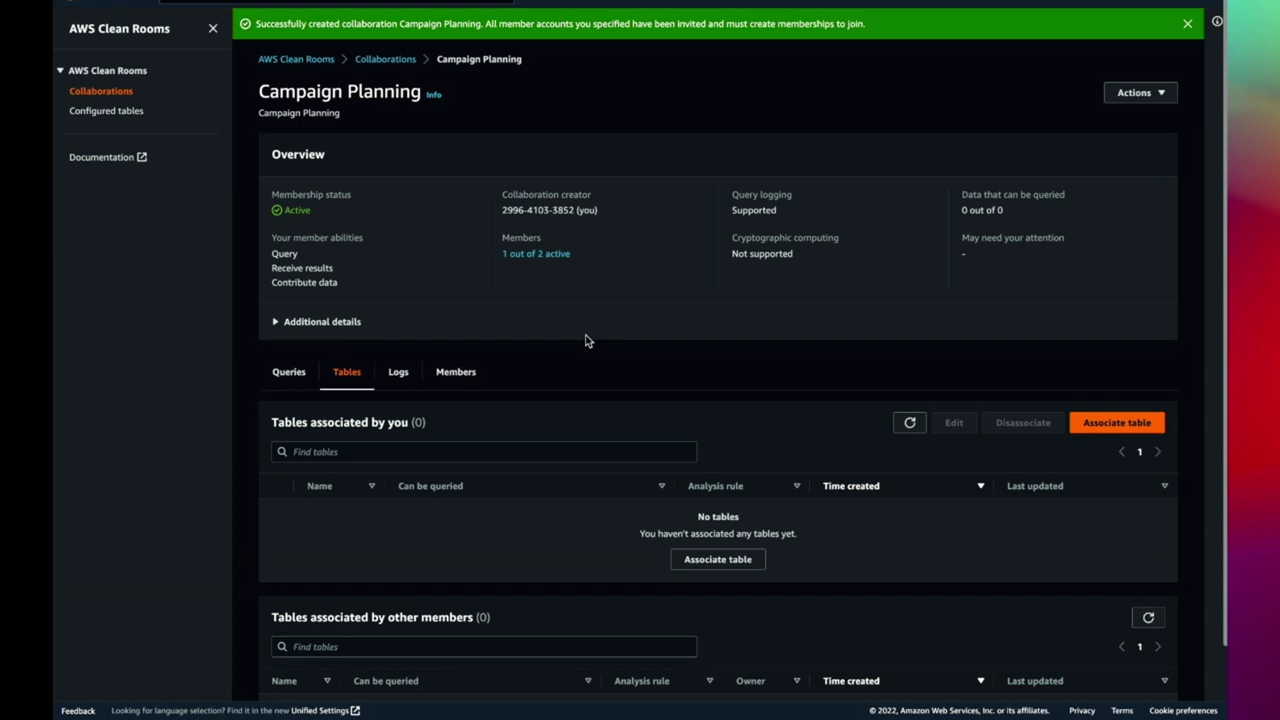 AWS Clean Rooms
Successfully created collaboration Campaign Planning. All member accounts you specified have been invited and must create memberships to join.
AWS Clean Rooms
Collaborations
Configured tables
Documentation
AWS Clean Rooms Collaborations Campaign Planning
Campaign Planning Info
Actions
Campaign Planning
Overview
Membership status
Active
Collaboration creator
2996-4103-3852 (you)
Query logging
Supported
Data that can be queried
0 out of 0
Your member abilities
Query
Receive results
Contribute data
Members
1 out of 2 active
Cryptographic computing
Not supported
May need your attention
-
Additional details
Queries Tables Logs Members
Tables associated by you (0)
Edit Disassociate Associate table
Find tables
1
Name Can be queried Analysis rule Time created Last updated
No tables
You haven't associated any tables yet.
Associate table
Tables associated by other members (0)
Find tables
1
Name Can be queried Analysis rule Owner Time created Last updated
Feedback Looking for language selection? Find it in the new Unified Settings © 2022, Amazon Web Services, Inc. or its affiliates. Privacy Terms Cookie preferences